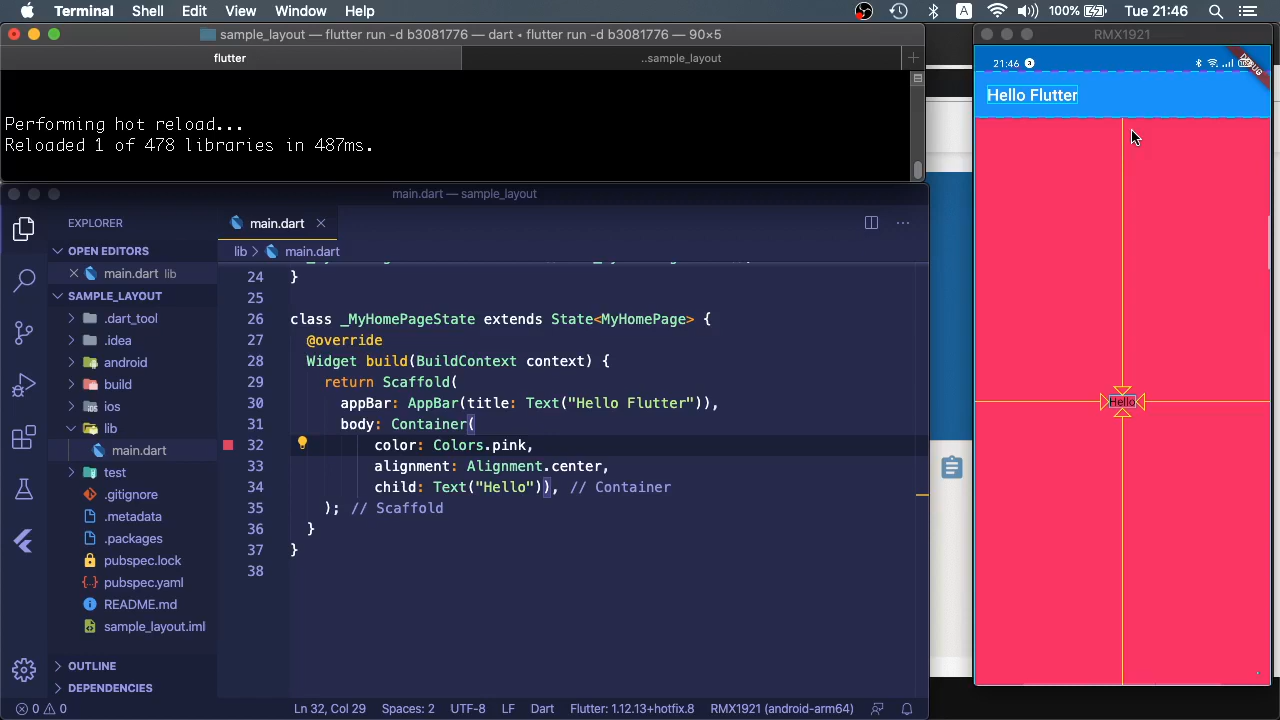 Terminal Shell Edit View Window Help 100% Tue 21:46
sample_layout — flutter run -d b3081776 — dart ◂ flutter run -d b3081776 — 90×5
flutter
..sample_layout
Performing hot reload...
Reloaded 1 of 478 libraries in 487ms.
main.dart — sample_layout
EXPLORER
OPEN EDITORS
main.dart lib
SAMPLE_LAYOUT
.dart_tool
.idea
android
build
ios
lib
main.dart
test
.gitignore
.metadata
.packages
pubspec.lock
pubspec.yaml
README.md
sample_layout.iml
OUTLINE
DEPENDENCIES
main.dart
lib > main.dart
24 }
25
26 class _MyHomePageState extends State<MyHomePage> {
27 @override
28 Widget build(BuildContext context) {
29 return Scaffold(
30 appBar: AppBar(title: Text("Hello Flutter")),
31 body: Container(
32 color: Colors.pink,
33 alignment: Alignment.center,
34 child: Text("Hello")), // Container
35 ); // Scaffold
36 }
37 }
38
0 0 Ln 32, Col 29 Spaces: 2 UTF-8 LF Dart Flutter: 1.12.13+hotfix.8 RMX1921 (android-arm64)
RMX1921
21:46
DEBUG
Hello Flutter
Hello